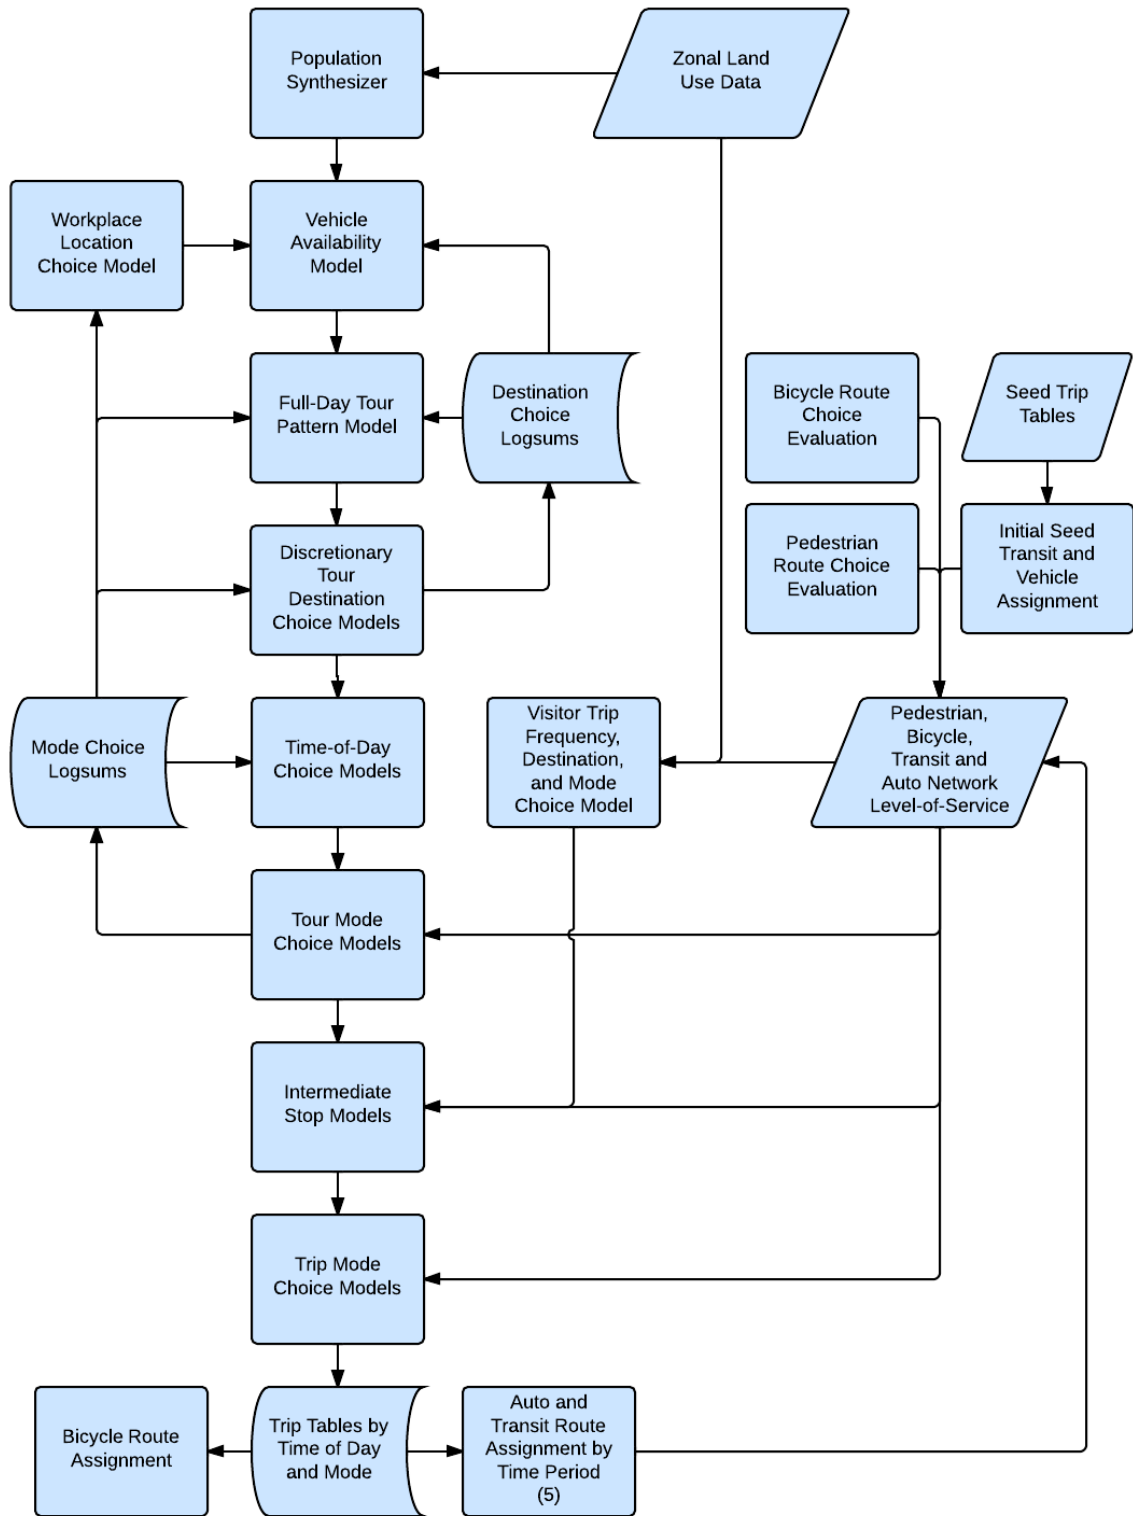 Population
Synthesizer
Zonal Land
Use Data
Workplace
Location
Choice Model
Vehicle
Availability
Model
Full-Day Tour
Pattern Model
Destination
Choice
Logsums
Bicycle Route
Choice
Evaluation
Seed Trip
Tables
Discretionary
Tour
Destination
Choice Models
Pedestrian
Route Choice
Evaluation
Initial Seed
Transit and
Vehicle
Assignment
Mode Choice
Logsums
Time-of-Day
Choice Models
Visitor Trip
Frequency,
Destination,
and Mode
Choice Model
Pedestrian,
Bicycle,
Transit and
Auto Network
Level-of-Service
Tour Mode
Choice Models
Intermediate
Stop Models
Trip Mode
Choice Models
Bicycle Route
Assignment
Trip Tables by
Time of Day
and Mode
Auto and
Transit Route
Assignment by
Time Period
(5)